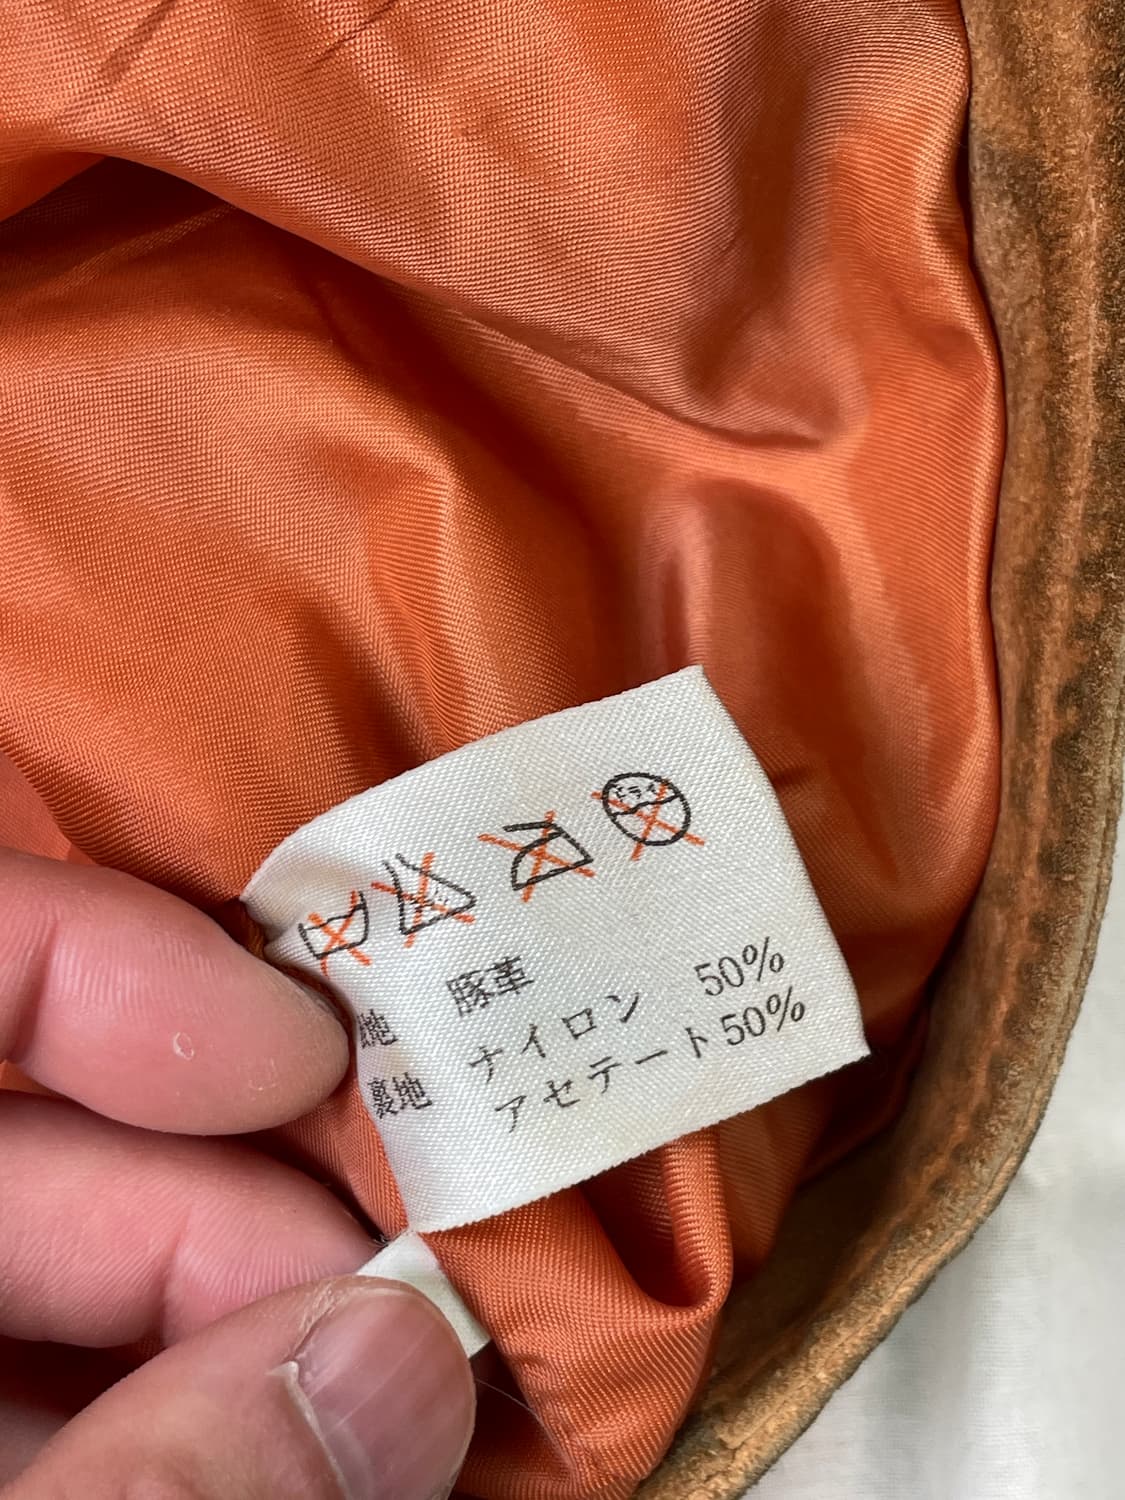 ドライ
地 豚革
裏地 ナイロン 50%
アセテート 50%